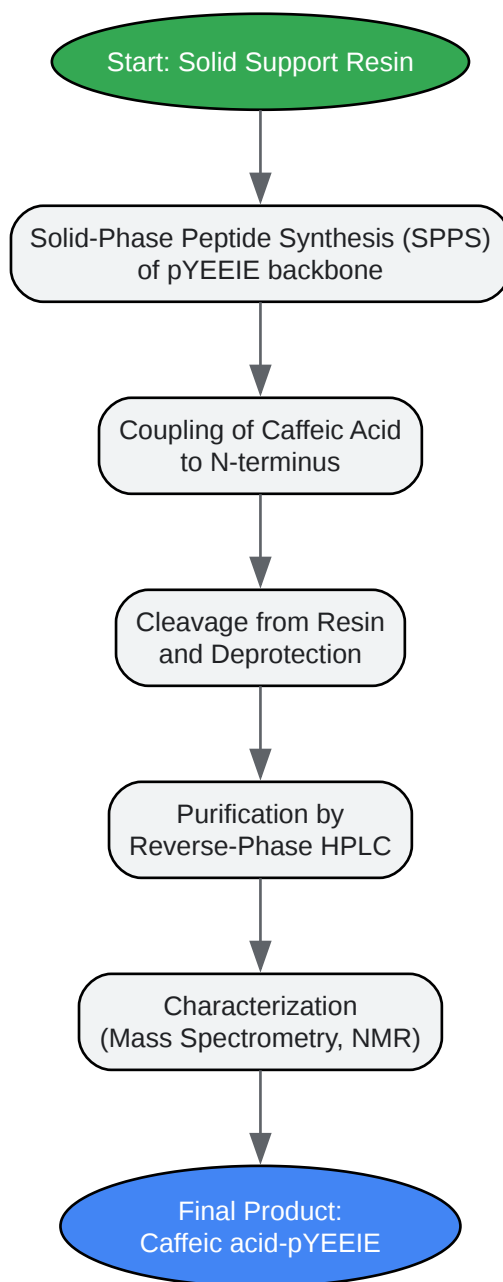 Start: Solid Support Resin
Solid-Phase Peptide Synthesis (SPPS)
of pYEEIE backbone
Coupling of Caffeic Acid
to N-terminus
Cleavage from Resin
and Deprotection
Purification by
Reverse-Phase HPLC
Characterization
(Mass Spectrometry, NMR)
Final Product:
Caffeic acid-pYEEIE